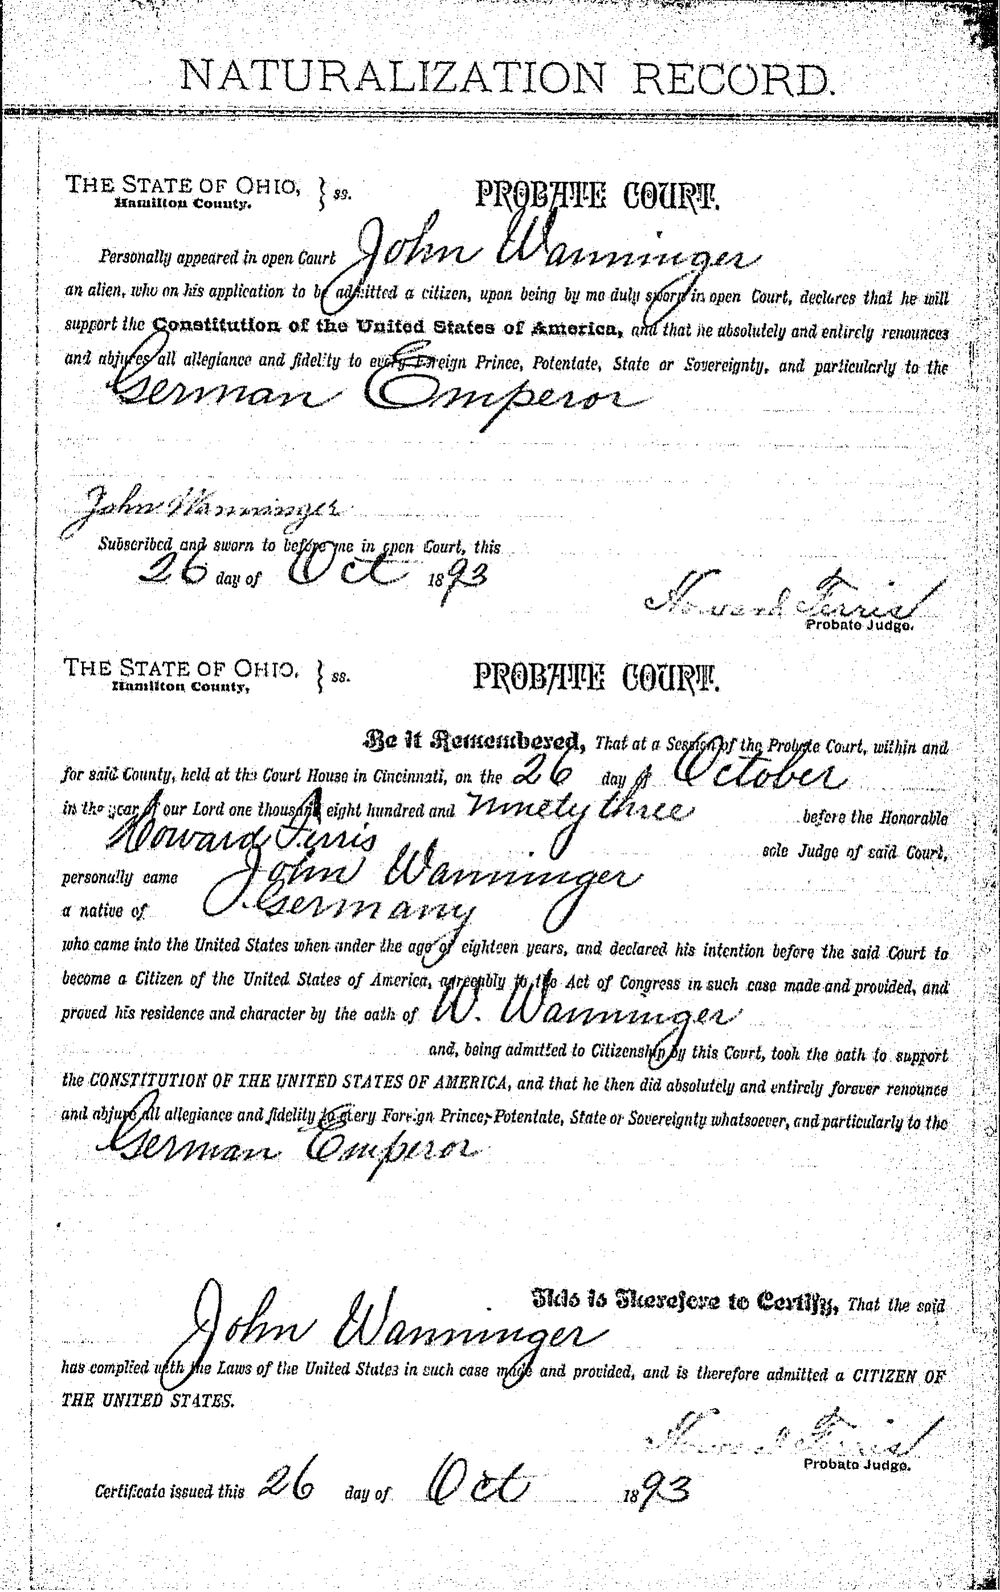 NATURALIZATION RECORD.
THE STATE OF OHIO, } ss. PROBATE COURT.
Hamilton County.
Personally appeared in open Court John Wanninger
an alien, who on his application to be admitted a citizen, upon being by me duly sworn in open Court, declares that he will
support the Constitution of the United States of America, and that he absolutely and entirely renounces
and abjures all allegiance and fidelity to every Foreign Prince, Potentate, State or Sovereignty, and particularly to the
German Emperor
John Wanninger
Subscribed and sworn to before me in open Court, this
26 day of Oct 1893
Howard Ferris
Probate Judge.
THE STATE OF OHIO, } ss. PROBATE COURT.
Hamilton County,
Be it Remembered, That at a Session of the Probate Court, within and
for said County, held at the Court House in Cincinnati, on the 26 day of October
in the year of our Lord one thousand eight hundred and ninety three before the Honorable
Howard Ferris sole Judge of said Court,
personally came John Wanninger
a native of Germany
who came into the United States when under the age of eighteen years, and declared his intention before the said Court to
become a Citizen of the United States of America, agreeably to the Act of Congress in such case made and provided, and
proved his residence and character by the oath of W. Wanninger
and, being admitted to Citizenship by this Court, took the oath to support
the CONSTITUTION OF THE UNITED STATES OF AMERICA, and that he then did absolutely and entirely forever renounce
and abjure all allegiance and fidelity to every Foreign Prince, Potentate, State or Sovereignty whatsoever, and particularly to the
German Emperor
This is Therefore to Certify, That the said
John Wanninger
has complied with the Laws of the United States in such case made and provided, and is therefore admitted a CITIZEN OF
THE UNITED STATES.
Howard Ferris
Probate Judge.
Certificate issued this 26 day of Oct 1893